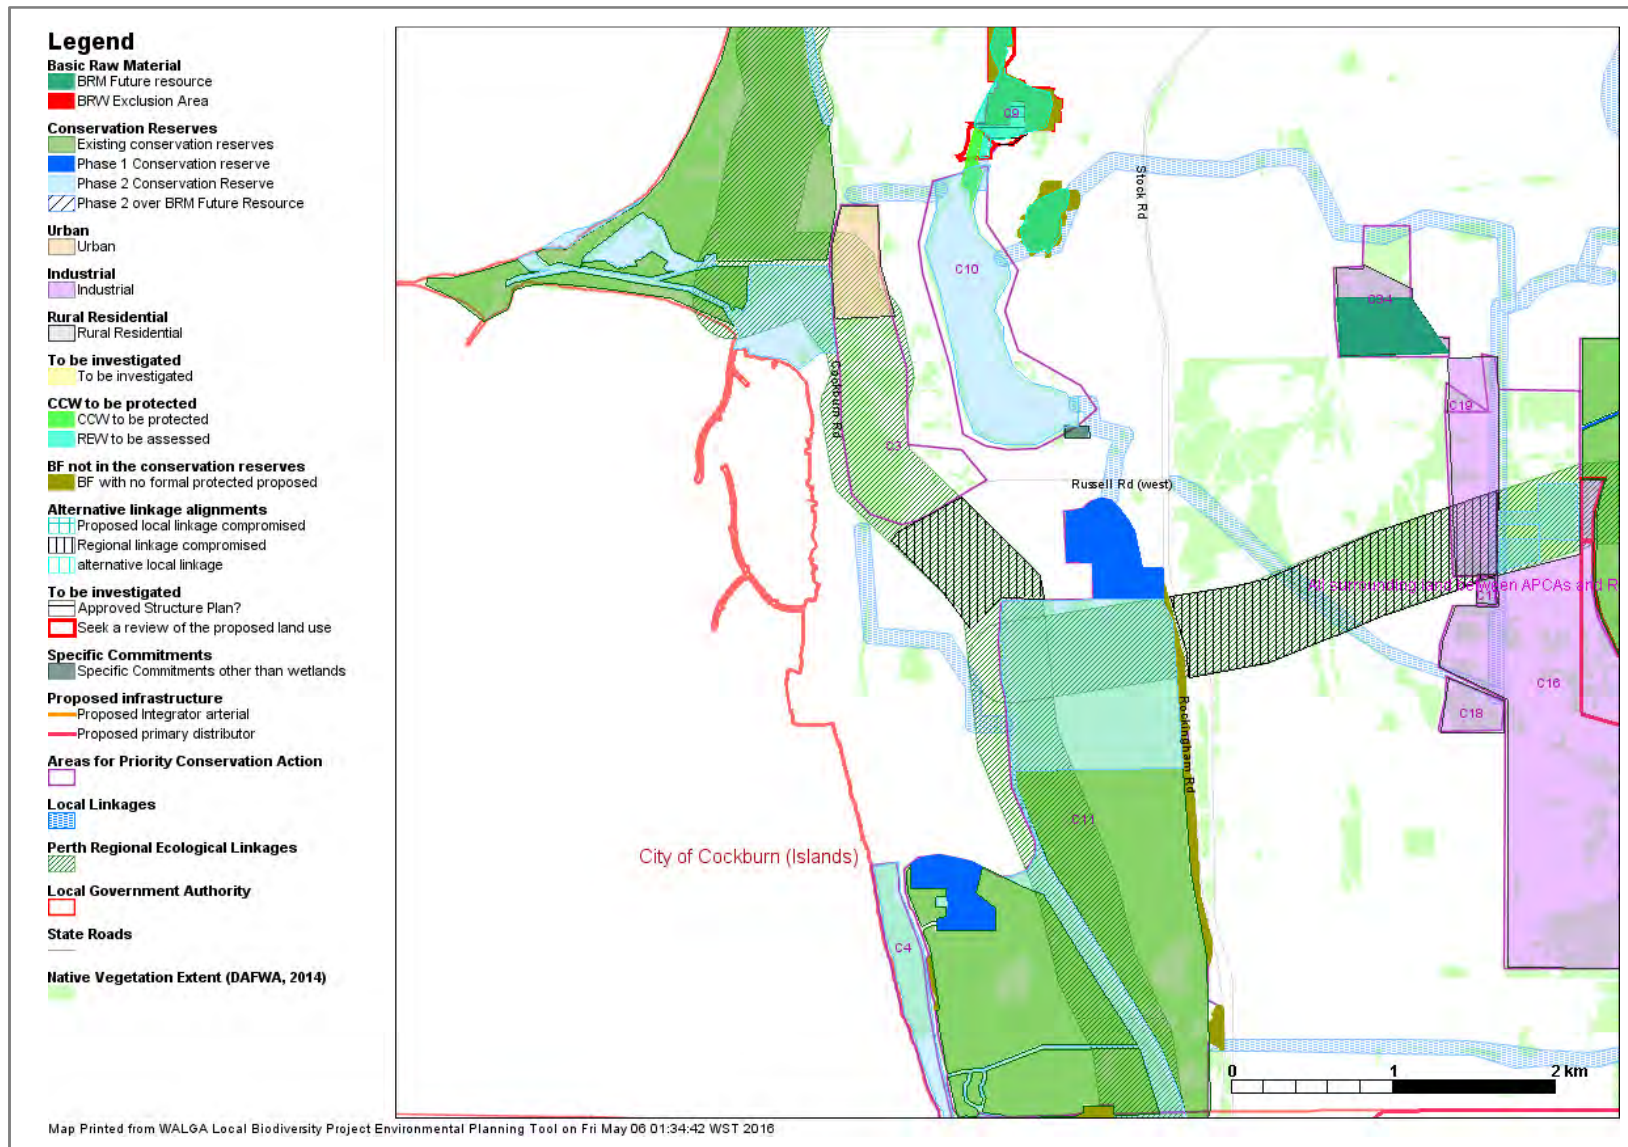 Legend
Basic Raw Material
BRM Future resource
BRW Exclusion Area
Conservation Reserves
Existing conservation reserves
Phase 1 Conservation reserve
Phase 2 Conservation Reserve
Phase 2 over BRM Future Resource
Urban
Urban
Industrial
Industrial
Rural Residential
Rural Residential
To be investigated
To be investigated
CCW to be protected
CCW to be protected
REW to be assessed
BF not in the conservation reserves
BF with no formal protected proposed
Alternative linkage alignments
Proposed local linkage compromised
Regional linkage compromised
alternative local linkage
To be investigated
Approved Structure Plan?
Seek a review of the proposed land use
Specific Commitments
Specific Commitments other than wetlands
Proposed infrastructure
Proposed Integrator arterial
Proposed primary distributor
Areas for Priority Conservation Action
Local Linkages
Perth Regional Ecological Linkages
Local Government Authority
State Roads
Native Vegetation Extent (DAFWA, 2014)
C9
Stock Rd
C10
C34
Cockburn Rd
C19
C3
Russell Rd (west)
All surrounding land between APCAs and R
C16
C18
Rockingham Rd
C11
City of Cockburn (Islands)
C4
0 1 2 km
Map Printed from WALGA Local Biodiversity Project Environmental Planning Tool on Fri May 06 01:34:42 WST 2016